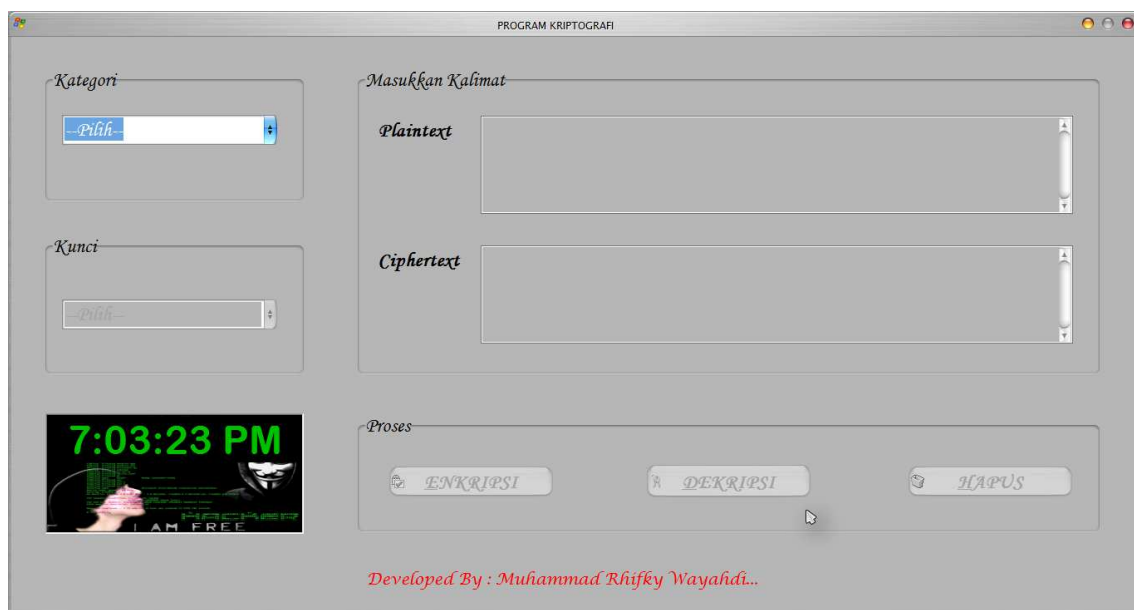 PROGRAM KRIPTOGRAFI
Kategori
--Pilih--
Kunci
--Pilih--
Masukkan Kalimat
Plaintext
Ciphertext
7:03:23 PM
I AM FREE
Proses
ENKRIPSI
DEKRIPSI
HAPUS
Developed By : Muhammad Rhifky Wayahdi...